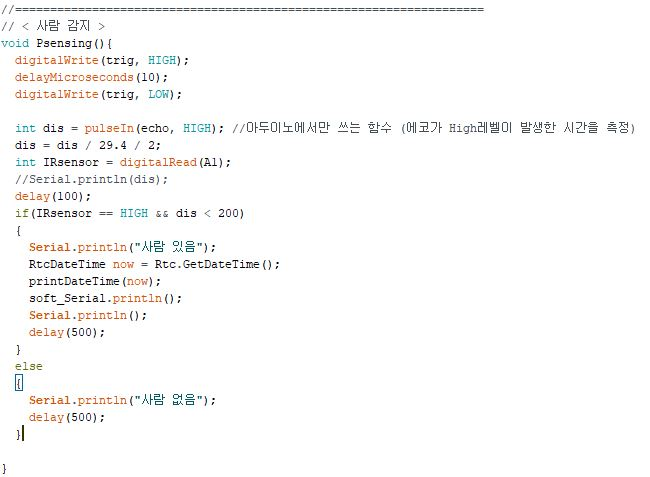 //===================================================================
// < 사람 감지 >
void Psensing(){
digitalWrite(trig, HIGH);
delayMicroseconds(10);
digitalWrite(trig, LOW);
int dis = pulseIn(echo, HIGH); //아두이노에서만 쓰는 함수 (에코가 High레벨이 발생한 시간을 측정)
dis = dis / 29.4 / 2;
int IRsensor = digitalRead(A1);
//Serial.println(dis);
delay(100);
if(IRsensor == HIGH && dis < 200)
{
Serial.println("사람 있음");
RtcDateTime now = Rtc.GetDateTime();
printDateTime(now);
soft_Serial.println();
Serial.println();
delay(500);
}
else
{
Serial.println("사람 없음");
delay(500);
}
}